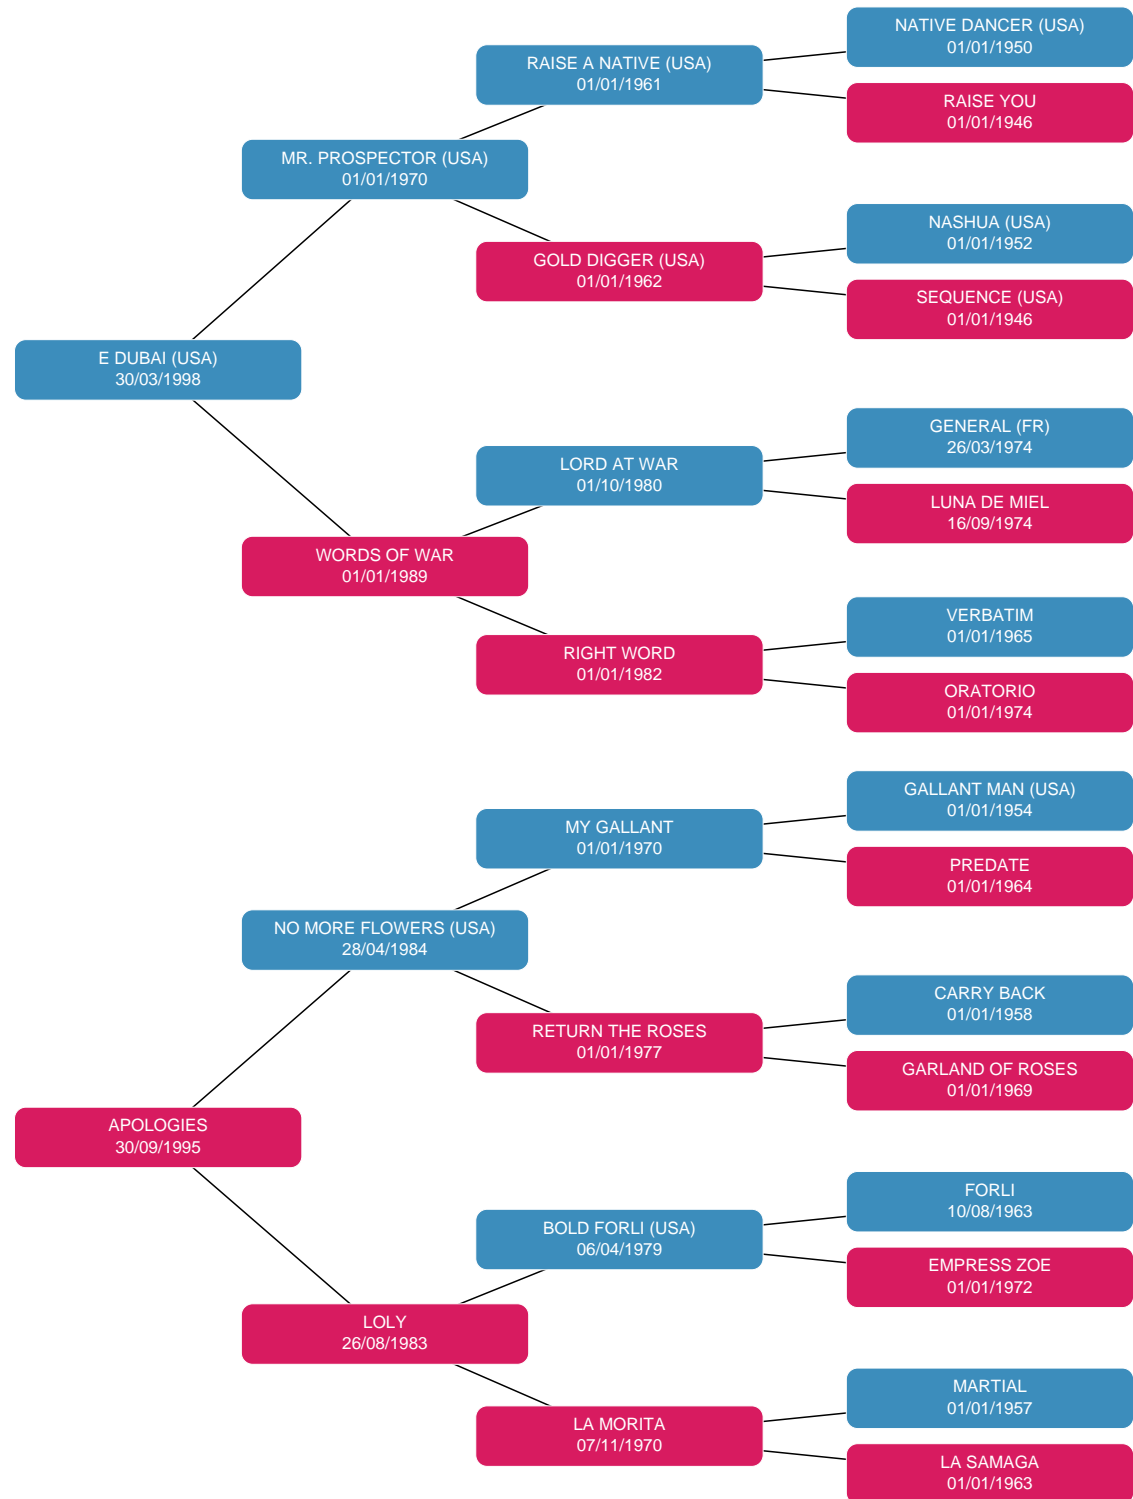 NATIVE DANCER (USA)
01/01/1950
RAISE A NATIVE (USA)
01/01/1961
RAISE YOU
01/01/1946
MR. PROSPECTOR (USA)
01/01/1970
NASHUA (USA)
01/01/1952
GOLD DIGGER (USA)
01/01/1962
SEQUENCE (USA)
01/01/1946
E DUBAI (USA)
30/03/1998
GENERAL (FR)
26/03/1974
LORD AT WAR
01/10/1980
LUNA DE MIEL
16/09/1974
WORDS OF WAR
01/01/1989
VERBATIM
01/01/1965
RIGHT WORD
01/01/1982
ORATORIO
01/01/1974
GALLANT MAN (USA)
01/01/1954
MY GALLANT
01/01/1970
PREDATE
01/01/1964
NO MORE FLOWERS (USA)
28/04/1984
CARRY BACK
01/01/1958
RETURN THE ROSES
01/01/1977
GARLAND OF ROSES
01/01/1969
APOLOGIES
30/09/1995
FORLI
10/08/1963
BOLD FORLI (USA)
06/04/1979
EMPRESS ZOE
01/01/1972
LOLY
26/08/1983
MARTIAL
01/01/1957
LA MORITA
07/11/1970
LA SAMAGA
01/01/1963